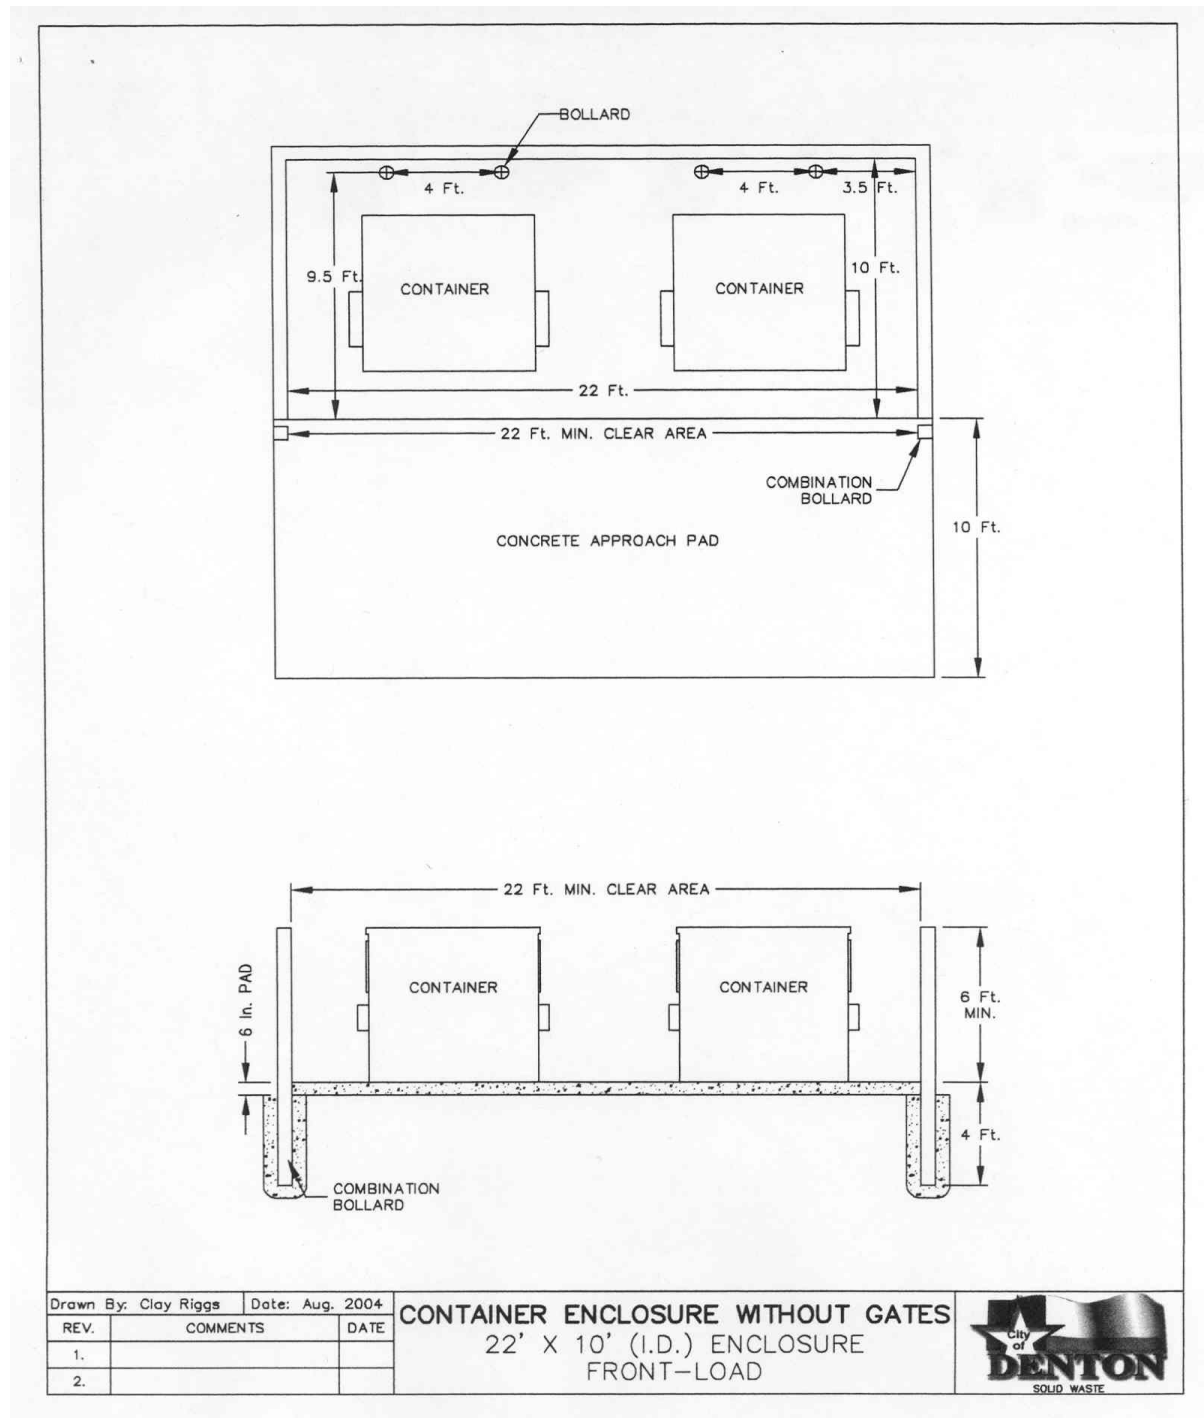 BOLLARD
4 Ft.
4 Ft.
3.5 Ft.
9.5 Ft.
10 Ft.
CONTAINER
CONTAINER
22 Ft.
22 Ft. MIN. CLEAR AREA
COMBINATION
BOLLARD
10 Ft.
CONCRETE APPROACH PAD
22 Ft. MIN. CLEAR AREA
6 In. PAD
CONTAINER
CONTAINER
6 Ft.
MIN.
4 Ft.
COMBINATION
BOLLARD
Drawn By: Clay Riggs Date: Aug. 2004
REV. COMMENTS DATE
1.
2.
CONTAINER ENCLOSURE WITHOUT GATES
22' X 10' (I.D.) ENCLOSURE
FRONT-LOAD
City
of
DENTON
SOLID WASTE